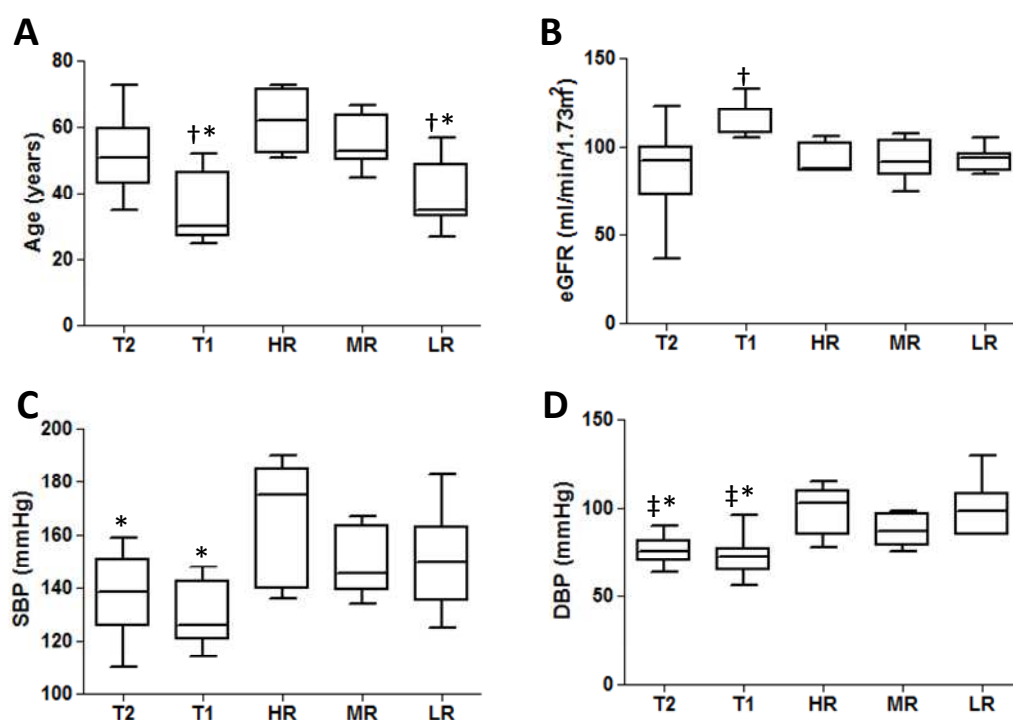 A
Age (years)
80
60
40
20
0
†*
†*
T2 T1 HR MR LR
B
eGFR (ml/min/1.73m²)
150
100
50
0
†
T2 T1 HR MR LR
C
SBP (mmHg)
200
180
160
140
120
100
*
*
T2 T1 HR MR LR
D
DBP (mmHg)
150
100
50
0
‡*
‡*
T2 T1 HR MR LR